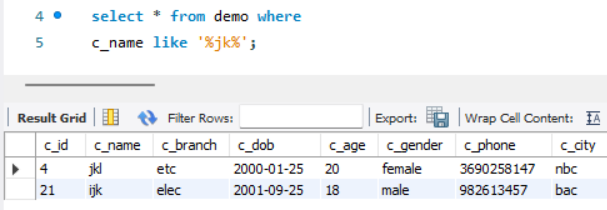 4 select * from demo where
5 c_name like '%jk%';
Result Grid Filter Rows: Export: Wrap Cell Content: IA
c_id c_name c_branch c_dob c_age c_gender c_phone c_city
4 jkl etc 2000-01-25 20 female 3690258147 nbc
21 ijk elec 2001-09-25 18 male 982613457 bac